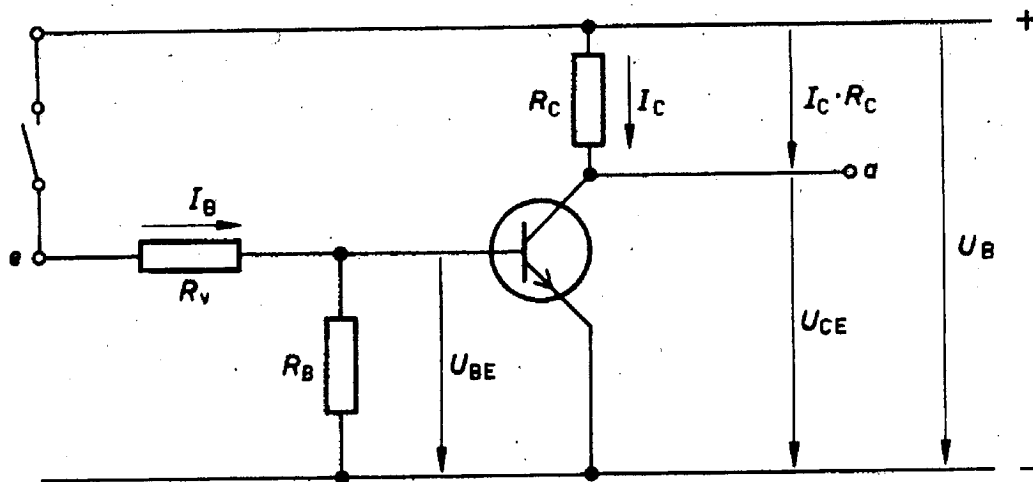 +
R_C
I_C
I_C · R_C
a
I_B
e
R_v
U_B
U_CE
R_B
U_BE
−